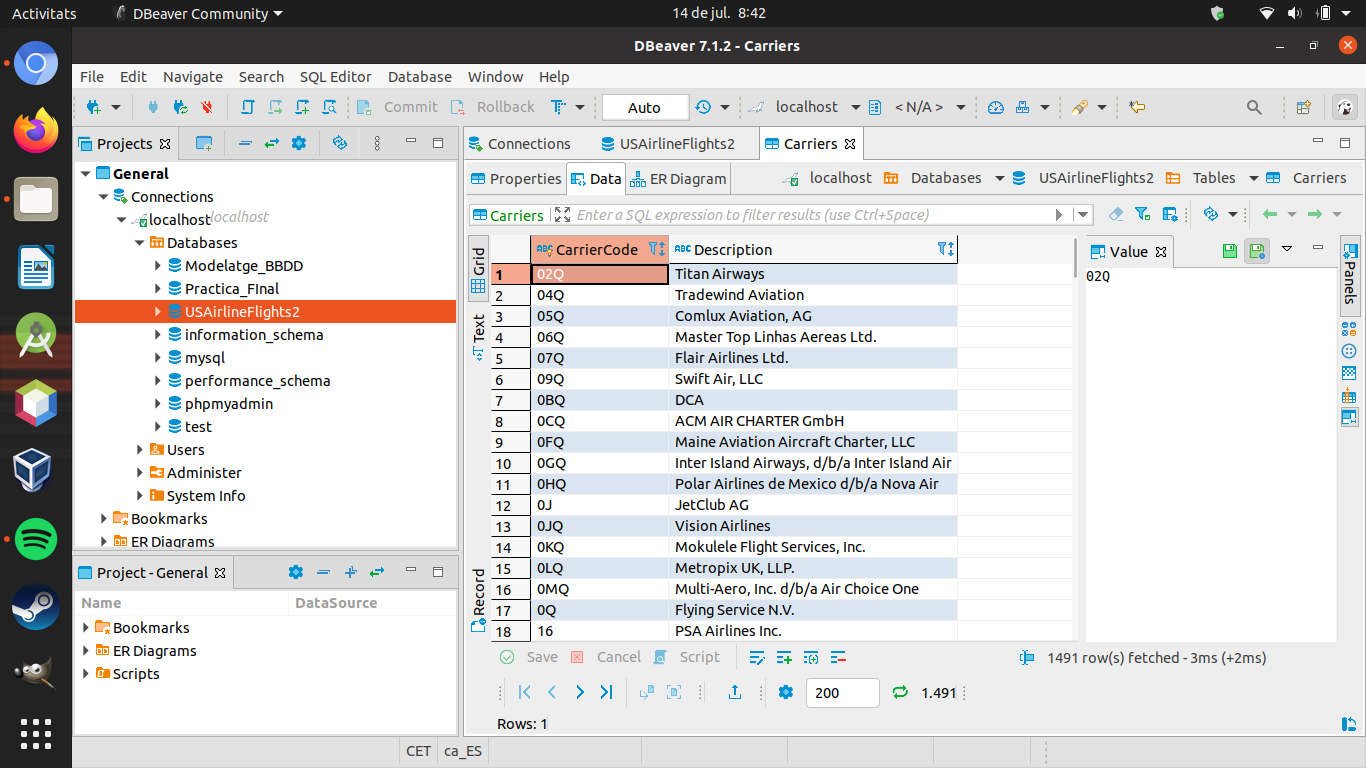 Activitats DBeaver Community 14 de jul. 8:42
DBeaver 7.1.2 - Carriers
File Edit Navigate Search SQL Editor Database Window Help
Commit Rollback Auto localhost < N/A >
Projects
General
Connections
localhost localhost
Databases
Modelatge_BBDD
Practica_FInal
USAirlineFlights2
information_schema
mysql
performance_schema
phpmyadmin
test
Users
Administer
System Info
Bookmarks
ER Diagrams
Project - General
Name DataSource
Bookmarks
ER Diagrams
Scripts
Connections USAirlineFlights2 Carriers
Properties Data ER Diagram localhost Databases USAirlineFlights2 Tables Carriers
Carriers Enter a SQL expression to filter results (use Ctrl+Space)
Grid
Text
Record
ABC CarrierCode ABC Description
1 02Q Titan Airways
2 04Q Tradewind Aviation
3 05Q Comlux Aviation, AG
4 06Q Master Top Linhas Aereas Ltd.
5 07Q Flair Airlines Ltd.
6 09Q Swift Air, LLC
7 0BQ DCA
8 0CQ ACM AIR CHARTER GmbH
9 0FQ Maine Aviation Aircraft Charter, LLC
10 0GQ Inter Island Airways, d/b/a Inter Island Air
11 0HQ Polar Airlines de Mexico d/b/a Nova Air
12 0J JetClub AG
13 0JQ Vision Airlines
14 0KQ Mokulele Flight Services, Inc.
15 0LQ Metropix UK, LLP.
16 0MQ Multi-Aero, Inc. d/b/a Air Choice One
17 0Q Flying Service N.V.
18 16 PSA Airlines Inc.
Value
02Q
Panels
Save Cancel Script 1491 row(s) fetched - 3ms (+2ms)
200 1.491
Rows: 1
CET ca_ES